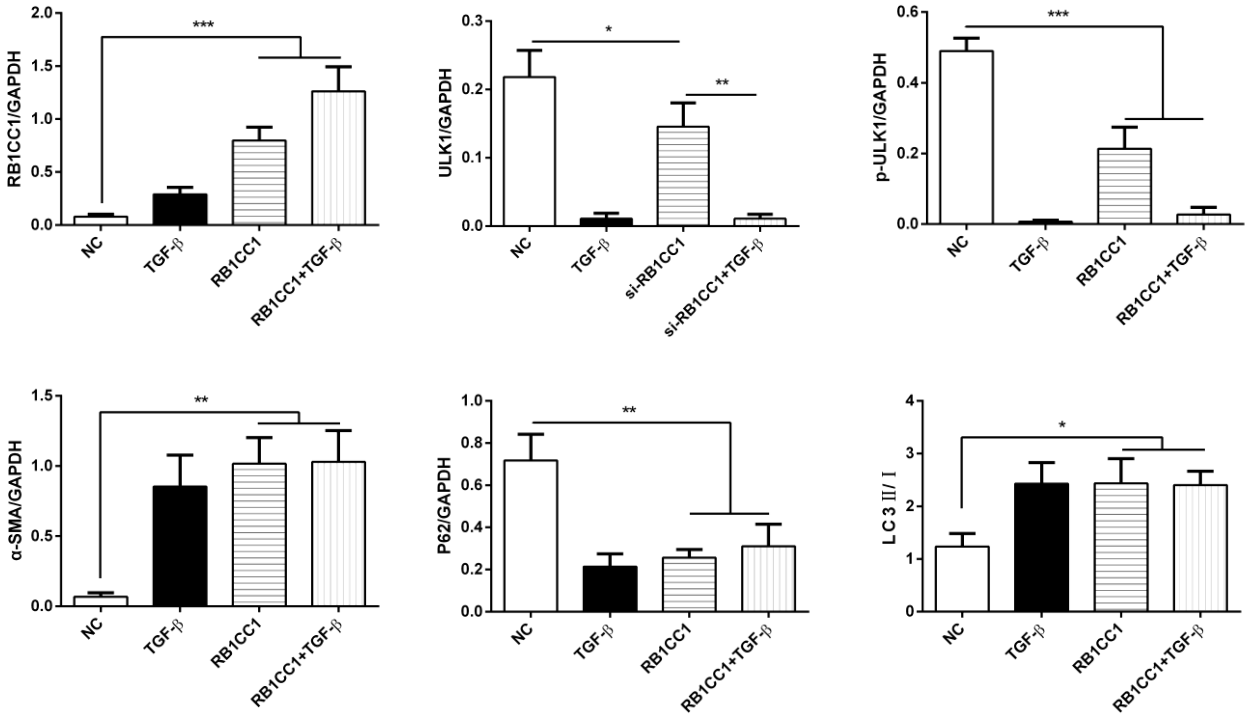 RB1CC1/GAPDH
2.0
1.5
1.0
0.5
0.0
***
NC
TGF-β
RB1CC1
RB1CC1+TGF-β
ULK1/GAPDH
0.3
0.2
0.1
0.0
*
**
NC
TGF-β
si-RB1CC1
si-RB1CC1+TGF-β
p-ULK1/GAPDH
0.6
0.4
0.2
0.0
***
NC
TGF-β
RB1CC1
RB1CC1+TGF-β
α-SMA/GAPDH
1.5
1.0
0.5
0.0
**
NC
TGF-β
RB1CC1
RB1CC1+TGF-β
P62/GAPDH
1.0
0.8
0.6
0.4
0.2
0.0
**
NC
TGF-β
RB1CC1
RB1CC1+TGF-β
LC3 II/I
4
3
2
1
0
*
NC
TGF-β
RB1CC1
RB1CC1+TGF-β